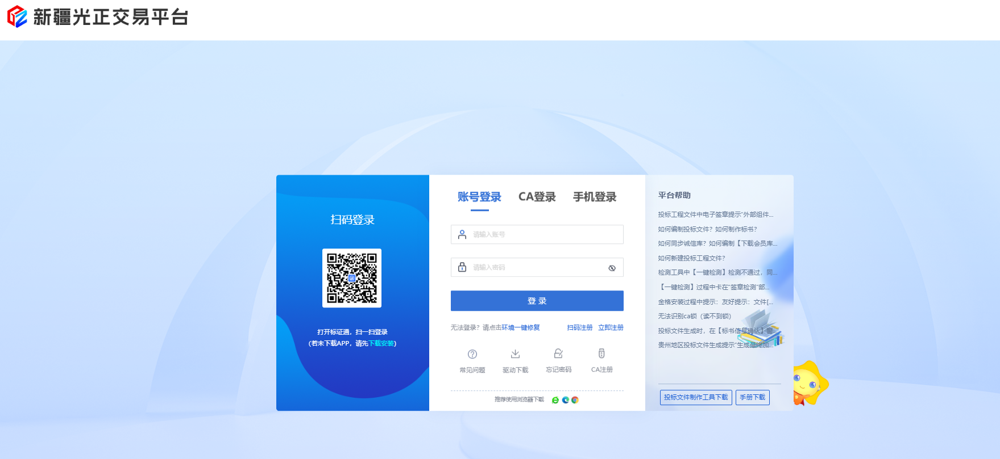 新疆光正交易平台
扫码登录
打开标证通，扫一扫登录
(若未下载APP，请先下载安装)
账号登录 CA登录 手机登录
请输入账号
请输入密码
登 录
无法登录？请点击环境一键修复 扫码注册 立即注册
常见问题 驱动下载 忘记密码 CA注册
推荐使用浏览器下载
平台帮助
投标工程文件中电子签章提示“外部组件...
如何编制投标文件？如何制作标书？
如何同步诚信库？如何编制【下载会员库...
如何新建投标工程文件？
检测工具中【一键检测】检测不通过，同...
【一键检测】过程中卡在“签章检测”部...
金格安装过程中提示：友好提示：文件[...
无法识别ca锁（读不到锁）
投标文件生成时，在【标书信息确认】窗...
贵州地区投标文件生成提示“生成最终加...
投标文件制作工具下载 手册下载